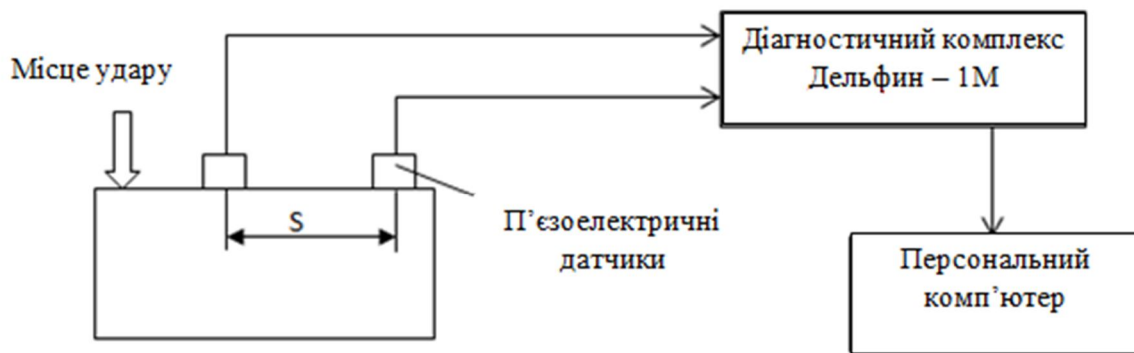 Місце удару
Діагностичний комплекс
Дельфин – 1М
S
П’єзоелектричні
датчики
Персональний
комп’ютер